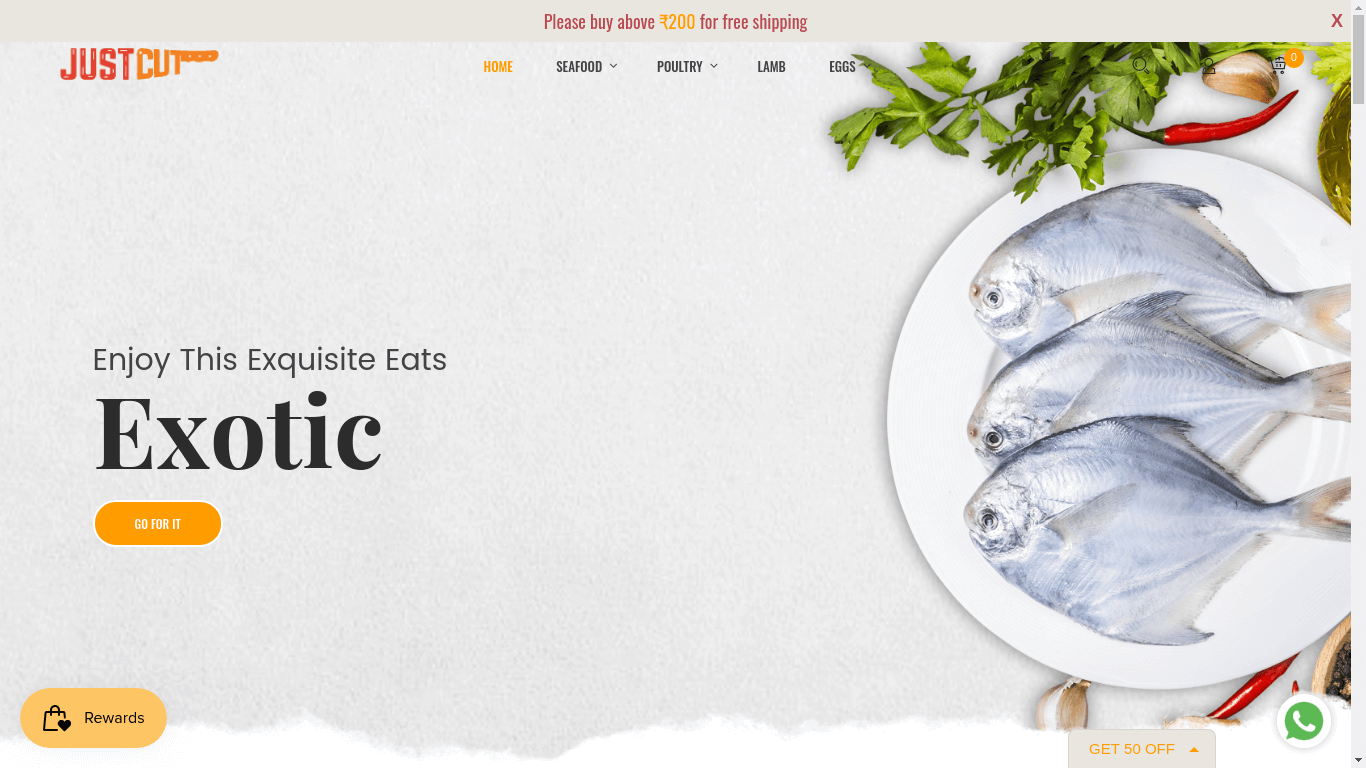 Please buy above ₹200 for free shipping
X
JUSTCUT
HOME
SEAFOOD
POULTRY
LAMB
EGGS
0
Enjoy This Exquisite Eats
Exotic
GO FOR IT
Rewards
GET 50 OFF